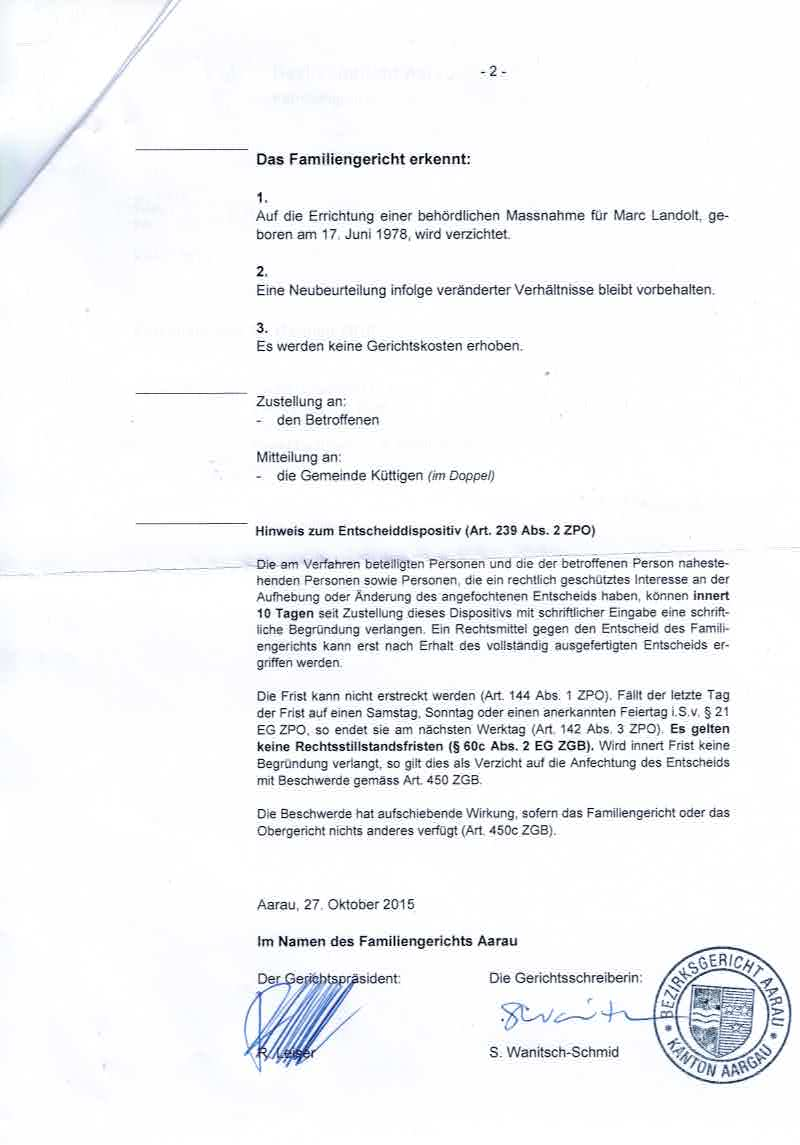 - 2 -
Das Familiengericht erkennt:
1.
Auf die Errichtung einer behördlichen Massnahme für Marc Landolt, ge-
boren am 17. Juni 1978, wird verzichtet.
2.
Eine Neubeurteilung infolge veränderter Verhältnisse bleibt vorbehalten.
3.
Es werden keine Gerichtskosten erhoben.
Zustellung an:
- den Betroffenen
Mitteilung an:
- die Gemeinde Küttigen (im Doppel)
Hinweis zum Entscheiddispositiv (Art. 239 Abs. 2 ZPO)
Die am Verfahren beteiligten Personen und die der betroffenen Person naheste-
henden Personen sowie Personen, die ein rechtlich geschütztes Interesse an der
Aufhebung oder Änderung des angefochtenen Entscheids haben, können innert
10 Tagen seit Zustellung dieses Dispositivs mit schriftlicher Eingabe eine schrift-
liche Begründung verlangen. Ein Rechtsmittel gegen den Entscheid des Famili-
engerichts kann erst nach Erhalt des vollständig ausgefertigten Entscheids er-
griffen werden.
Die Frist kann nicht erstreckt werden (Art. 144 Abs. 1 ZPO). Fällt der letzte Tag
der Frist auf einen Samstag, Sonntag oder einen anerkannten Feiertag i.S.v. § 21
EG ZPO, so endet sie am nächsten Werktag (Art. 142 Abs. 3 ZPO). Es gelten
keine Rechtsstillstandsfristen (§ 60c Abs. 2 EG ZGB). Wird innert Frist keine
Begründung verlangt, so gilt dies als Verzicht auf die Anfechtung des Entscheids
mit Beschwerde gemäss Art. 450 ZGB.
Die Beschwerde hat aufschiebende Wirkung, sofern das Familiengericht oder das
Obergericht nichts anderes verfügt (Art. 450c ZGB).
Aarau, 27. Oktober 2015
Im Namen des Familiengerichts Aarau
Der Gerichtspräsident: Die Gerichtsschreiberin:
R. Leiser S. Wanitsch-Schmid
BEZIRKSGERICHT AARAU
KANTON AARGAU